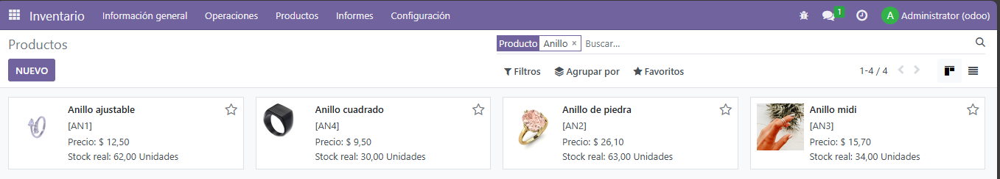 Inventario Información general Operaciones Productos Informes Configuración 1 A Administrator (odoo)
Productos
Producto Anillo × Buscar...
NUEVO
Filtros Agrupar por Favoritos 1-4 / 4
Anillo ajustable
[AN1]
Precio: $ 12,50
Stock real: 62,00 Unidades
Anillo cuadrado
[AN4]
Precio: $ 9,50
Stock real: 30,00 Unidades
Anillo de piedra
[AN2]
Precio: $ 26,10
Stock real: 63,00 Unidades
Anillo midi
[AN3]
Precio: $ 15,70
Stock real: 34,00 Unidades